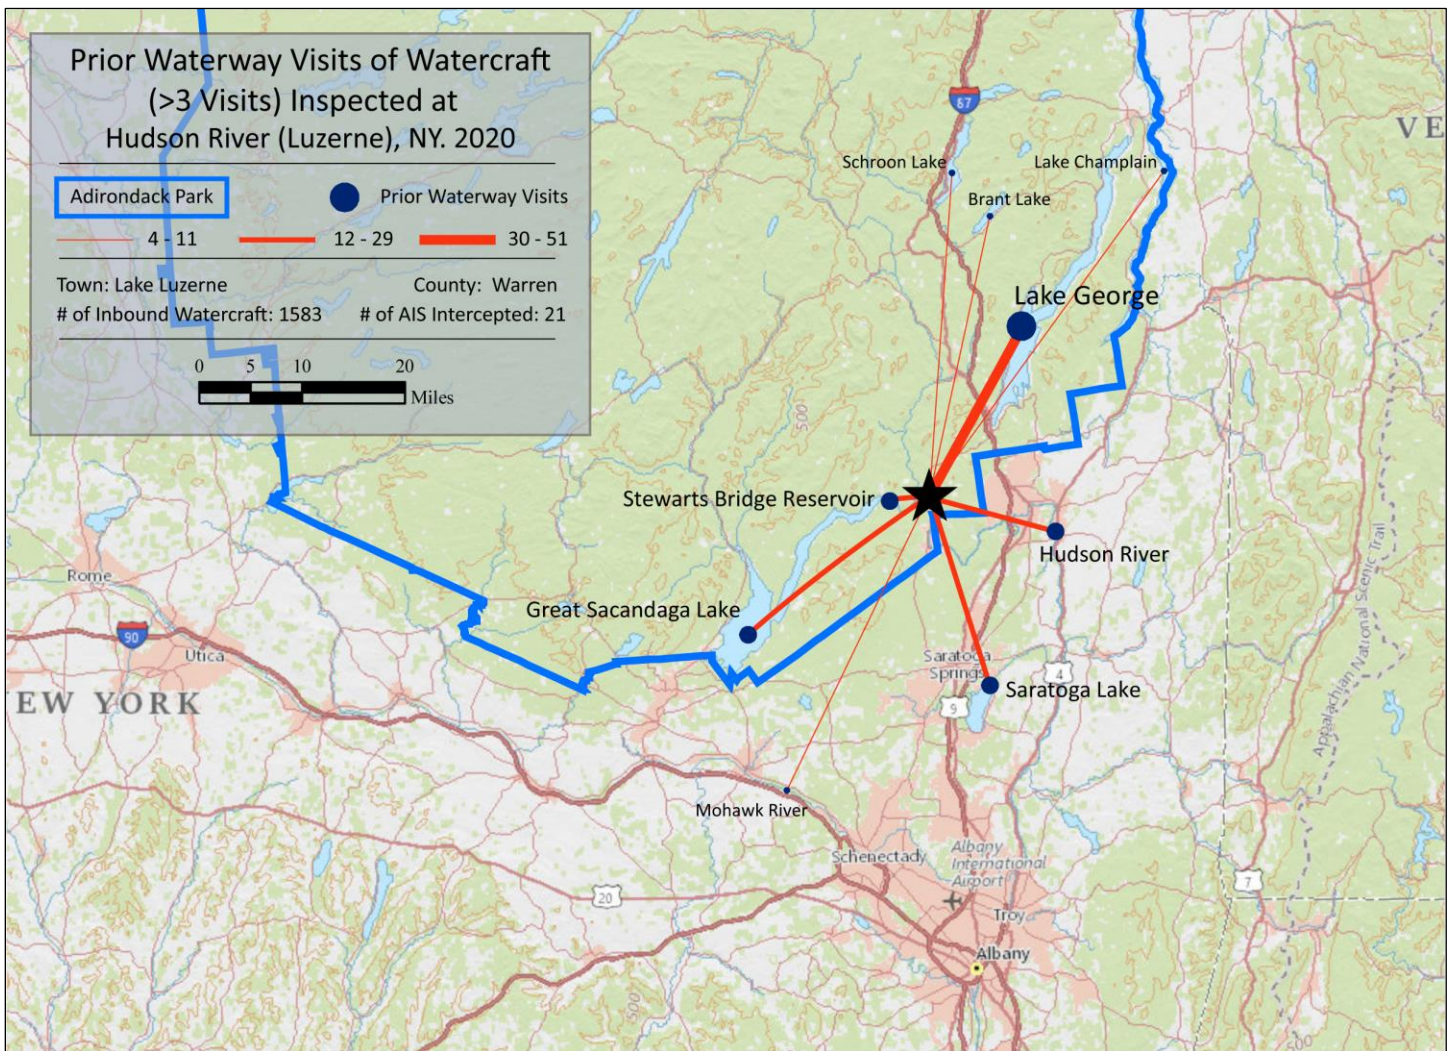 Prior Waterway Visits of Watercraft
(>3 Visits) Inspected at
Hudson River (Luzerne), NY. 2020
Adirondack Park
Prior Waterway Visits
4 - 11
12 - 29
30 - 51
Town: Lake Luzerne
County: Warren
# of Inbound Watercraft: 1583
# of AIS Intercepted: 21
0 5 10 20
Miles
87
VE
Schroon Lake
Lake Champlain
Brant Lake
Lake George
500
Stewarts Bridge Reservoir
Hudson River
Rome
Great Sacandaga Lake
90
Utica
Saratoga
Springs
4
Saratoga Lake
EW YORK
9
Appalachian National Scenic Trail
Mohawk River
Schenectady
Albany
International
Airport
7
20
Troy
Albany
500
500